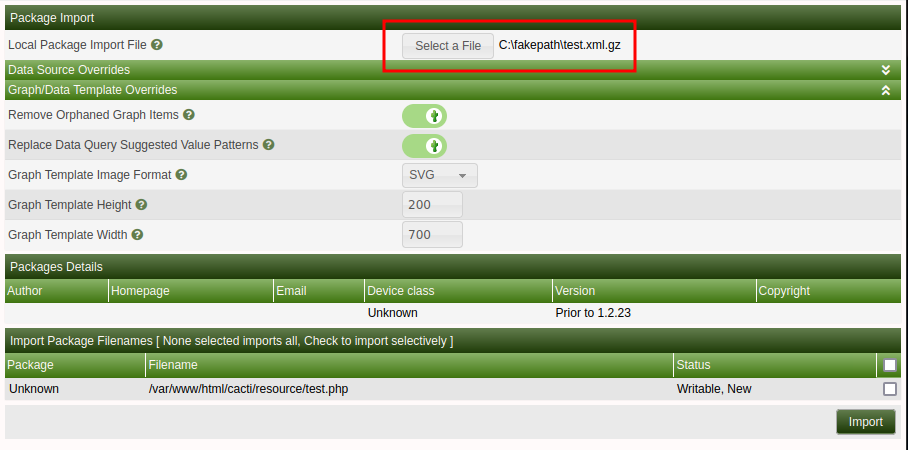 Package Import
Local Package Import File ? Select a File C:\fakepath\test.xml.gz
Data Source Overrides
Graph/Data Template Overrides
Remove Orphaned Graph Items ?
Replace Data Query Suggested Value Patterns ?
Graph Template Image Format ? SVG
Graph Template Height ? 200
Graph Template Width ? 700
Packages Details
Author Homepage Email Device class Version Copyright
Unknown Prior to 1.2.23
Import Package Filenames [ None selected imports all, Check to import selectively ]
Package Filename Status
Unknown /var/www/html/cacti/resource/test.php Writable, New
Import